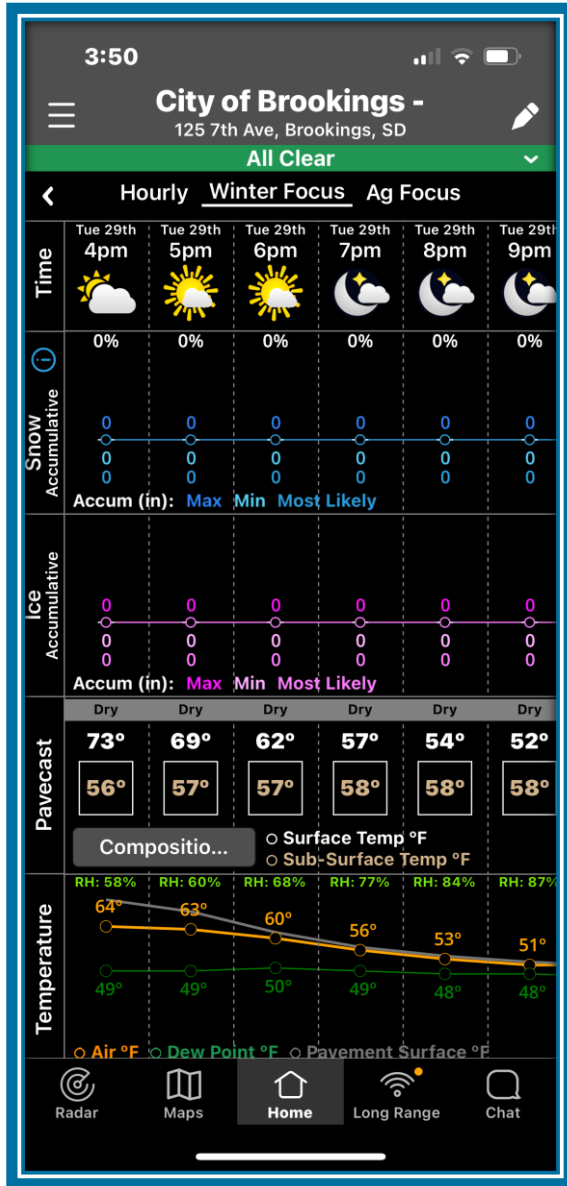 3:50
City of Brookings -
125 7th Ave, Brookings, SD
All Clear
Hourly Winter Focus Ag Focus
Time
Tue 29th Tue 29th Tue 29th Tue 29th Tue 29th Tue 29th
4pm 5pm 6pm 7pm 8pm 9pm
Snow
Accumulative
0% 0% 0% 0% 0% 0%
0 0 0 0 0 0
0 0 0 0 0 0
0 0 0 0 0 0
Accum (in): Max Min Most Likely
Ice
Accumulative
0 0 0 0 0 0
0 0 0 0 0 0
0 0 0 0 0 0
Accum (in): Max Min Most Likely
Pavecast
Dry Dry Dry Dry Dry Dry
73° 69° 62° 57° 54° 52°
56° 57° 57° 58° 58° 58°
Compositio...
Surface Temp °F
Sub-Surface Temp °F
Temperature
RH: 58% RH: 60% RH: 68% RH: 77% RH: 84% RH: 87%
64° 63° 60° 56° 53° 51°
49° 49° 50° 49° 48° 48°
Air °F Dew Point °F Pavement Surface °F
Radar Maps Home Long Range Chat